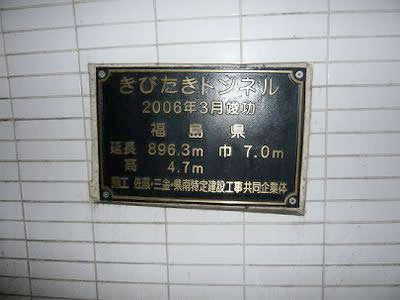 きびたきトンネル
2006年3月竣功
福島県
延長 896.3m 巾 7.0m
高 4.7m
施工 佐藤・三金・県南特定建設工事共同企業体